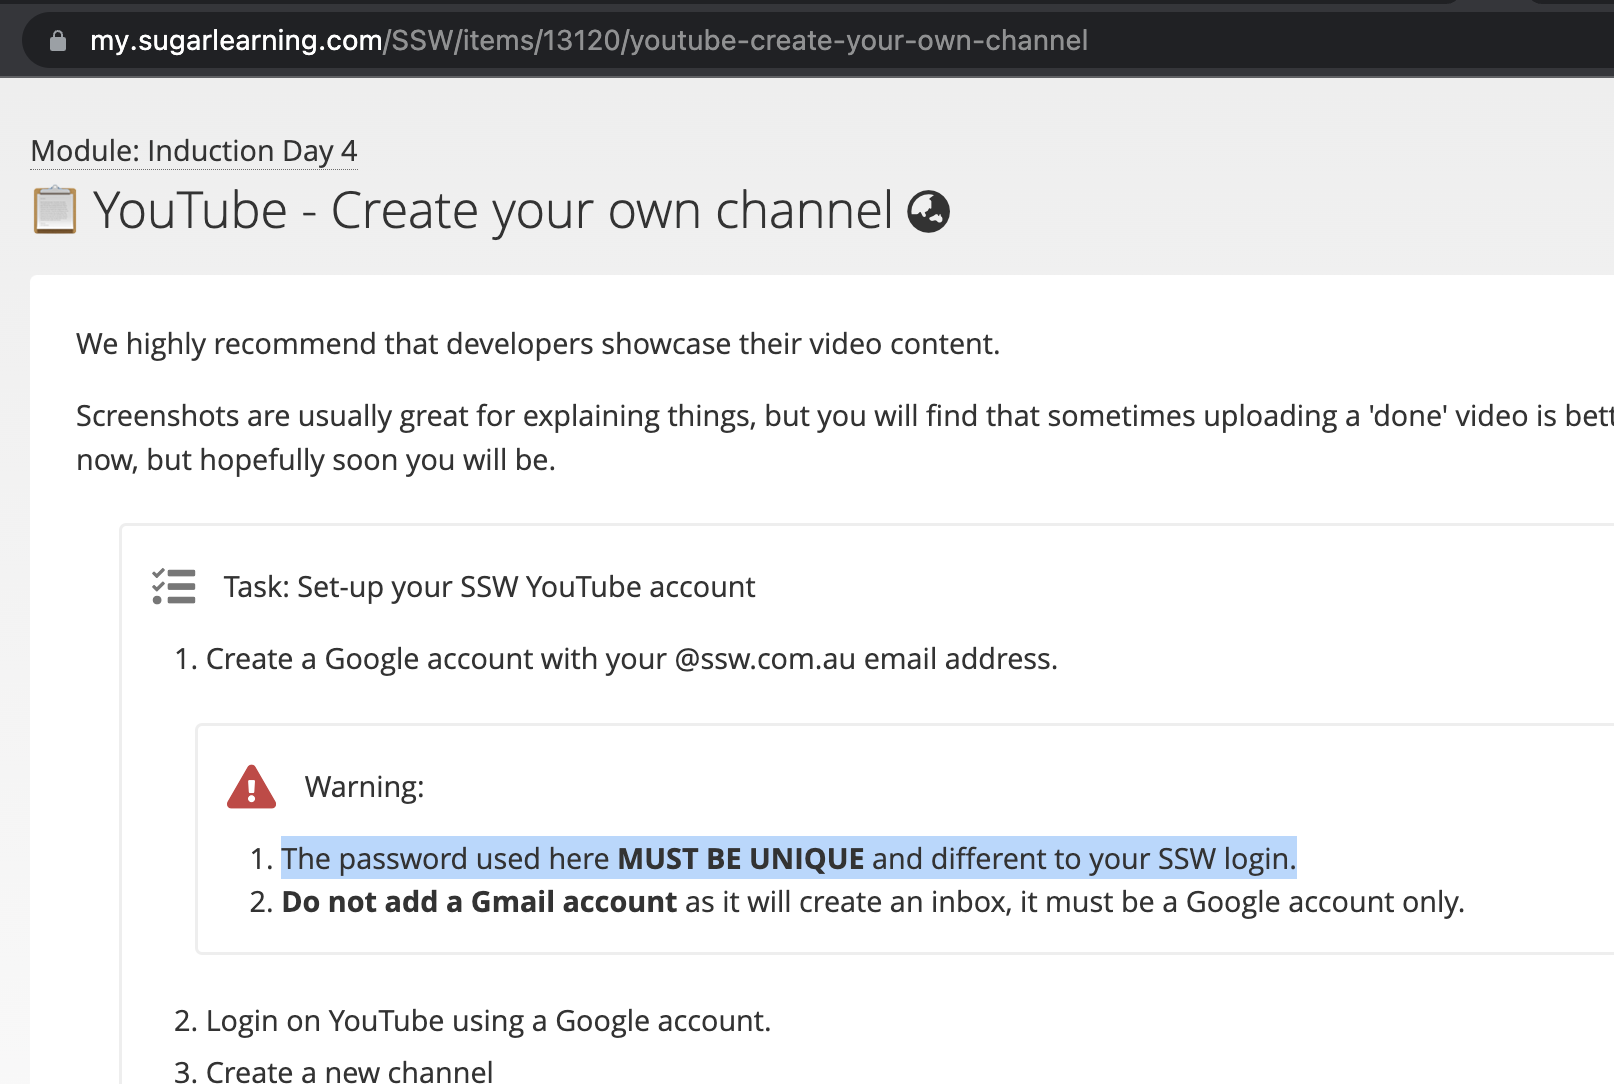 my.sugarlearning.com/SSW/items/13120/youtube-create-your-own-channel
Module: Induction Day 4
YouTube - Create your own channel
We highly recommend that developers showcase their video content.
Screenshots are usually great for explaining things, but you will find that sometimes uploading a 'done' video is
now, but hopefully soon you will be.
Task: Set-up your SSW YouTube account
1. Create a Google account with your @ssw.com.au email address.
Warning:
1. The password used here MUST BE UNIQUE and different to your SSW login.
2. Do not add a Gmail account as it will create an inbox, it must be a Google account only.
2. Login on YouTube using a Google account.
3. Create a new channel